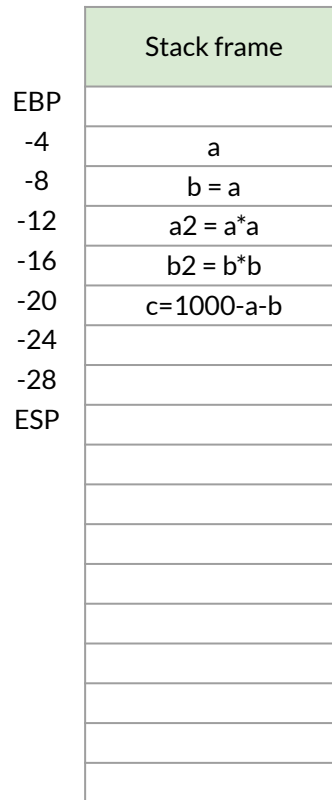 Stack frame
EBP
-4 a
-8 b = a
-12 a2 = a*a
-16 b2 = b*b
-20 c=1000-a-b
-24
-28
ESP